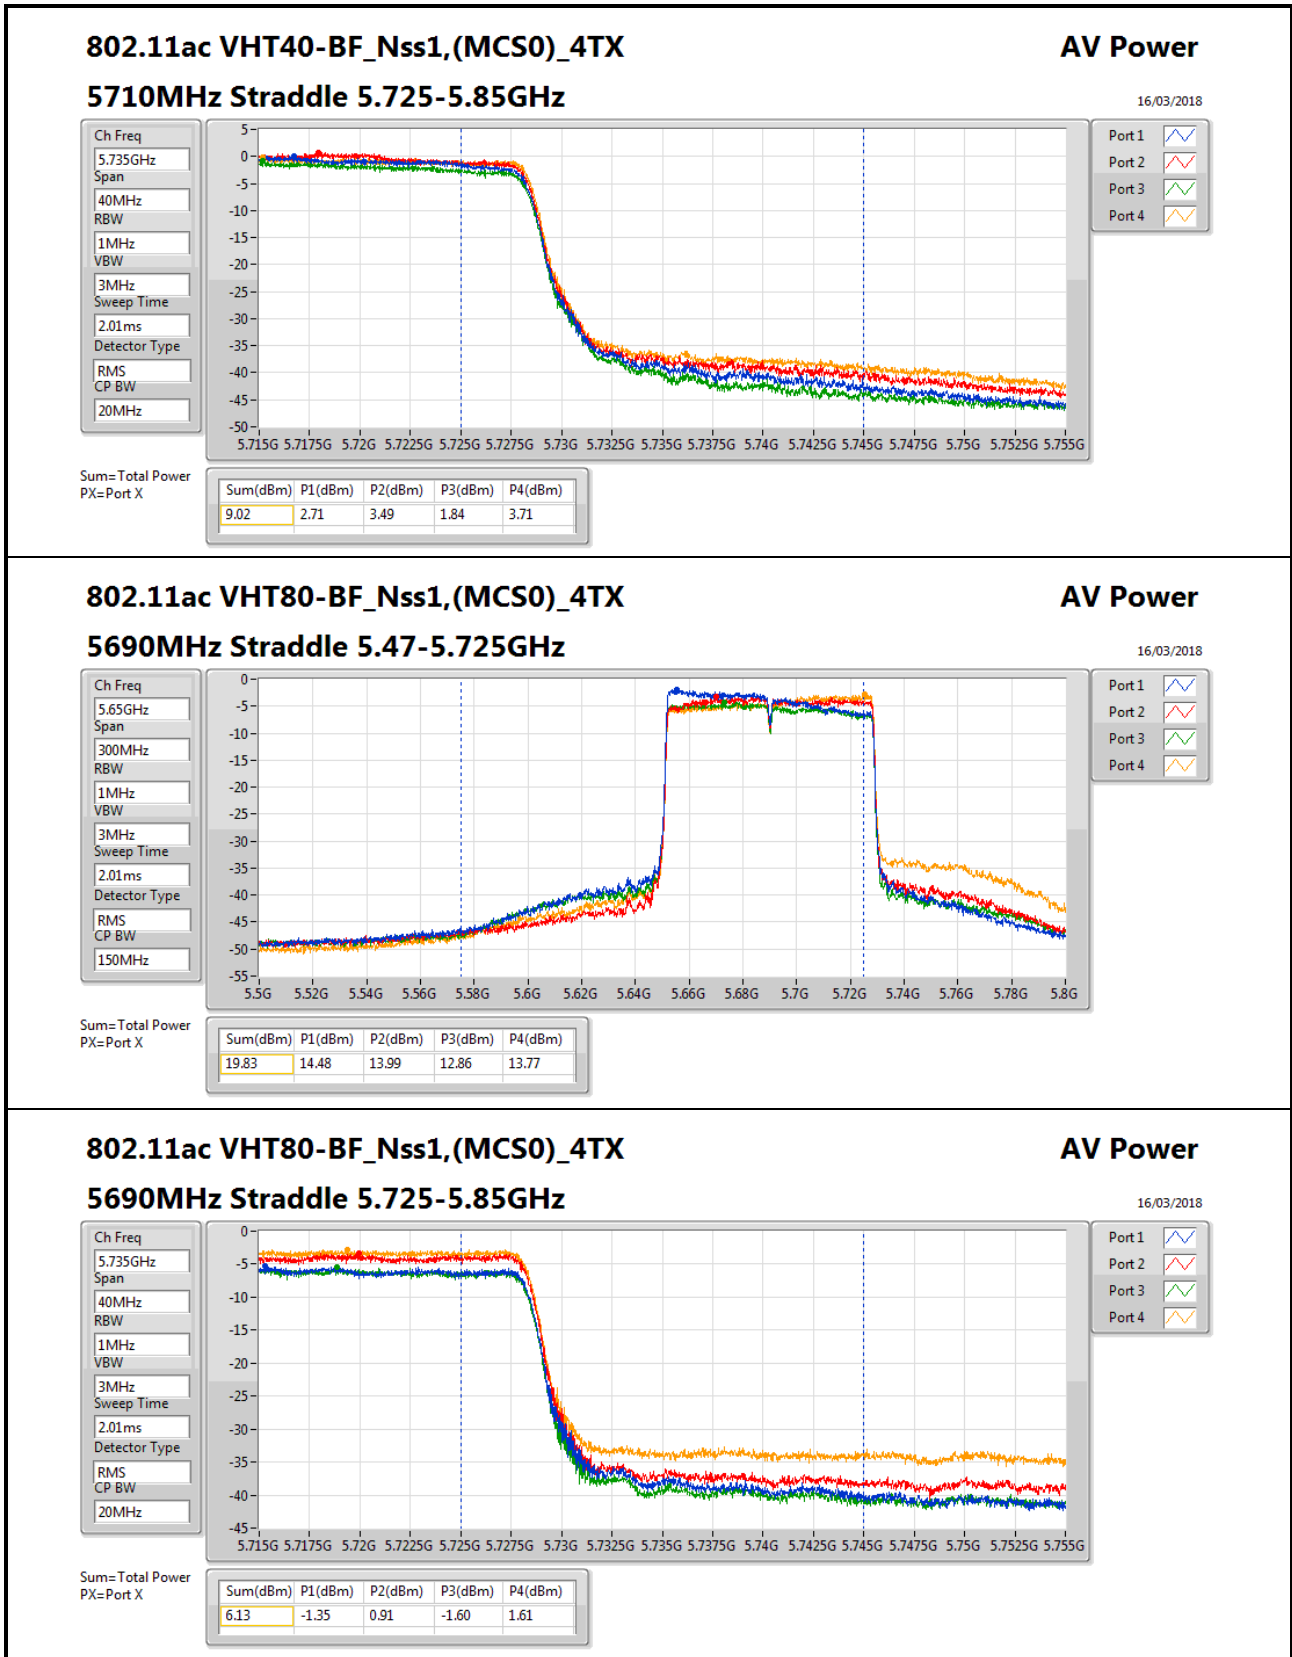 802.11ac VHT40-BF_Nss1,(MCS0)_4TX AV Power
5710MHz Straddle 5.725-5.85GHz 16/03/2018
Ch Freq
5.735GHz
Span
40MHz
RBW
1MHz
VBW
3MHz
Sweep Time
2.01ms
Detector Type
RMS
CP BW
20MHz
5
0
-5
-10
-15
-20
-25
-30
-35
-40
-45
-50
5.715G 5.7175G 5.72G 5.7225G 5.725G 5.7275G 5.73G 5.7325G 5.735G 5.7375G 5.74G 5.7425G 5.745G 5.7475G 5.75G 5.7525G 5.755G
Port 1
Port 2
Port 3
Port 4
Sum=Total Power
PX=Port X
Sum(dBm) P1(dBm) P2(dBm) P3(dBm) P4(dBm)
9.02 2.71 3.49 1.84 3.71
802.11ac VHT80-BF_Nss1,(MCS0)_4TX AV Power
5690MHz Straddle 5.47-5.725GHz 16/03/2018
Ch Freq
5.65GHz
Span
300MHz
RBW
1MHz
VBW
3MHz
Sweep Time
2.01ms
Detector Type
RMS
CP BW
150MHz
0
-5
-10
-15
-20
-25
-30
-35
-40
-45
-50
-55
5.5G 5.52G 5.54G 5.56G 5.58G 5.6G 5.62G 5.64G 5.66G 5.68G 5.7G 5.72G 5.74G 5.76G 5.78G 5.8G
Port 1
Port 2
Port 3
Port 4
Sum=Total Power
PX=Port X
Sum(dBm) P1(dBm) P2(dBm) P3(dBm) P4(dBm)
19.83 14.48 13.99 12.86 13.77
802.11ac VHT80-BF_Nss1,(MCS0)_4TX AV Power
5690MHz Straddle 5.725-5.85GHz 16/03/2018
Ch Freq
5.735GHz
Span
40MHz
RBW
1MHz
VBW
3MHz
Sweep Time
2.01ms
Detector Type
RMS
CP BW
20MHz
0
-5
-10
-15
-20
-25
-30
-35
-40
-45
5.715G 5.7175G 5.72G 5.7225G 5.725G 5.7275G 5.73G 5.7325G 5.735G 5.7375G 5.74G 5.7425G 5.745G 5.7475G 5.75G 5.7525G 5.755G
Port 1
Port 2
Port 3
Port 4
Sum=Total Power
PX=Port X
Sum(dBm) P1(dBm) P2(dBm) P3(dBm) P4(dBm)
6.13 -1.35 0.91 -1.60 1.61